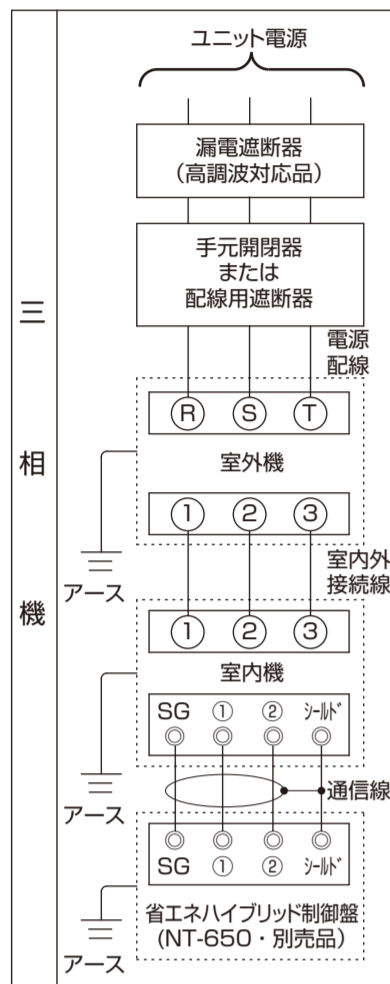 三相機
ユニット電源
漏電遮断器
(高調波対応品)
手元開閉器
または
配線用遮断器
電源
配線
R S T
室外機
1 2 3
アース
室内外
接続線
1 2 3
室内機
SG ① ② シールド
アース
通信線
SG ① ② シールド
省エネハイブリッド制御盤
(NT-650・別売品)
アース